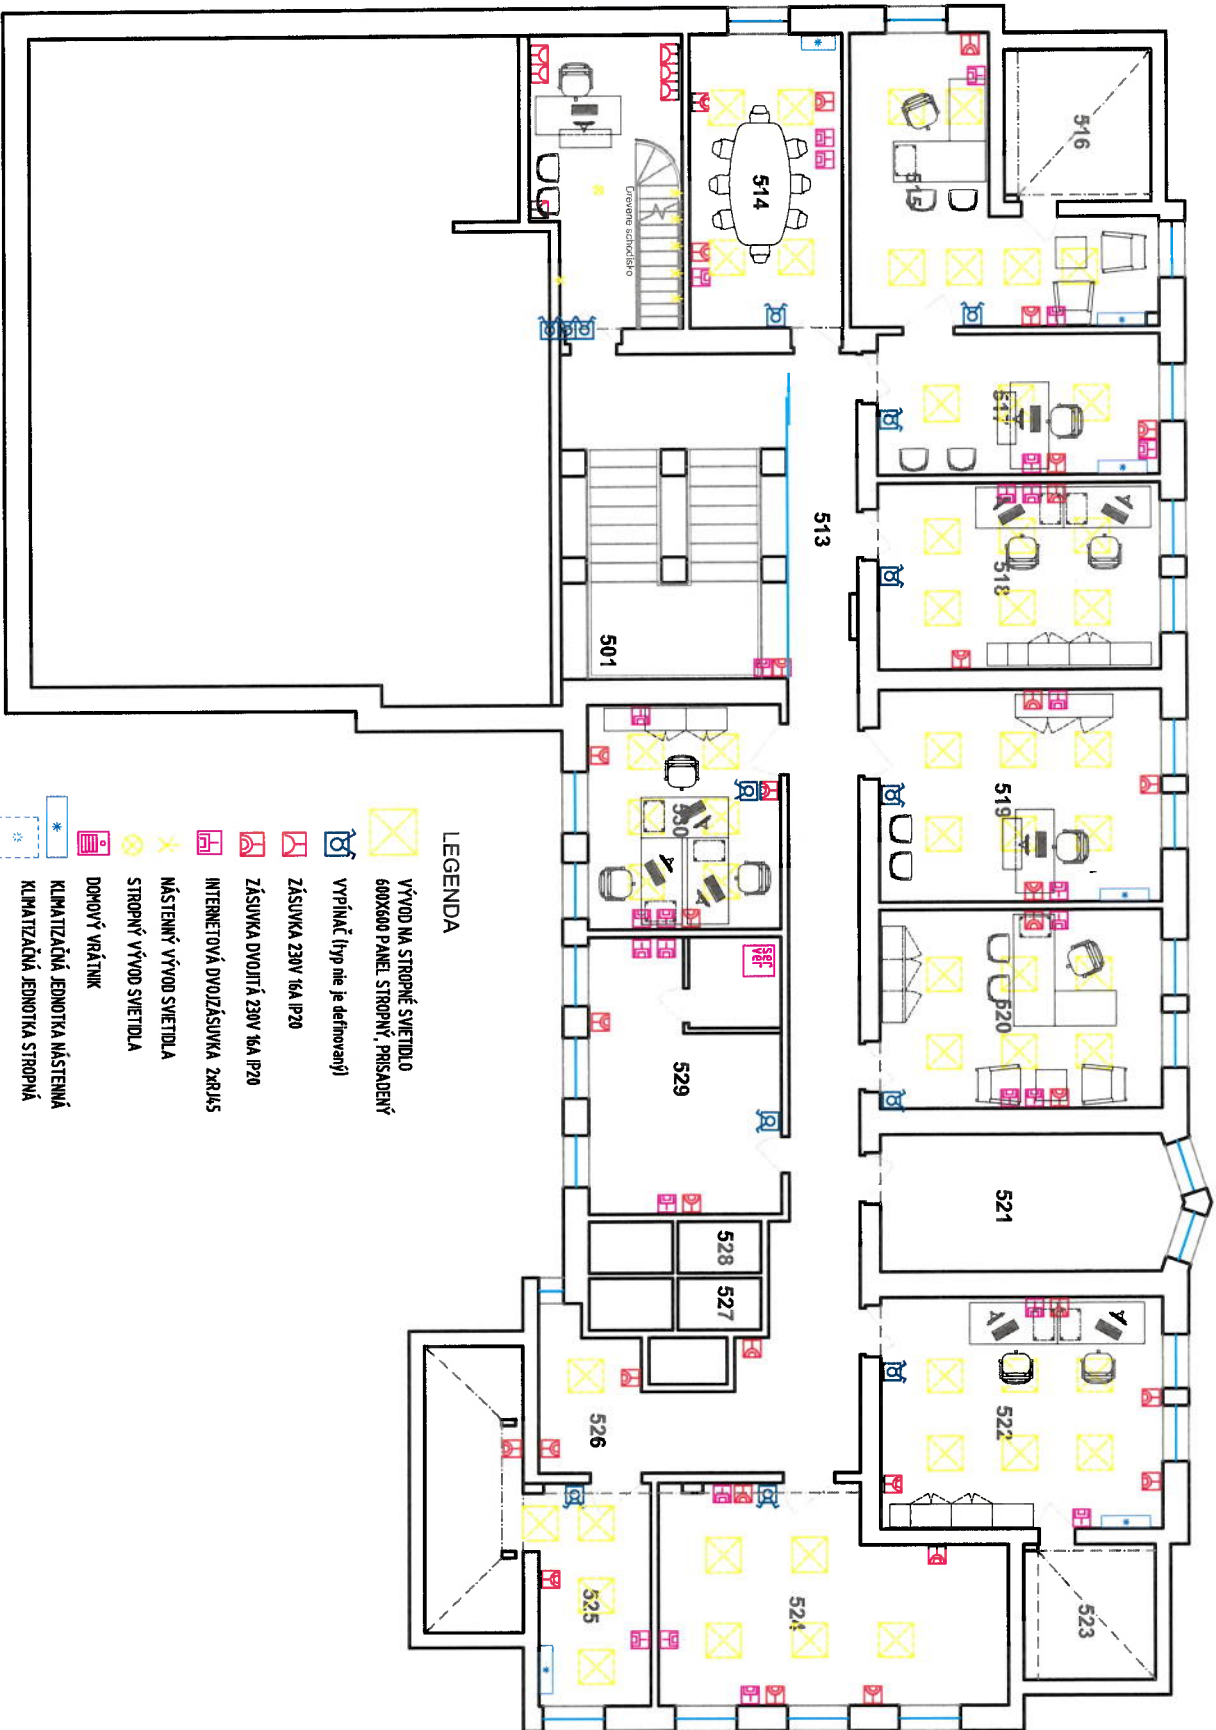 516
515
514
Drevené schodisko
517
513
518
501
519
530
520
server
529
521
528
527
522
526
525
524
523
LEGENDA
VÝVOD NA STROPNÉ SVIETIDLO
600X600 PANEL STROPNÝ, PRISADENÝ
VYPÍNAČ (typ nie je definovaný)
ZÁSUVKA 230V 16A IP20
ZÁSUVKA DVOJITÁ 230V 16A IP20
INTERNETOVÁ DVOJZÁSUVKA 2xRJ45
NÁSTENNÝ VÝVOD SVIETIDLA
STROPNÝ VÝVOD SVIETIDLA
DOMOVÝ VRÁTNIK
KLIMATIZAČNÁ JEDNOTKA NÁSTENNÁ
KLIMATIZAČNÁ JEDNOTKA STROPNÁ